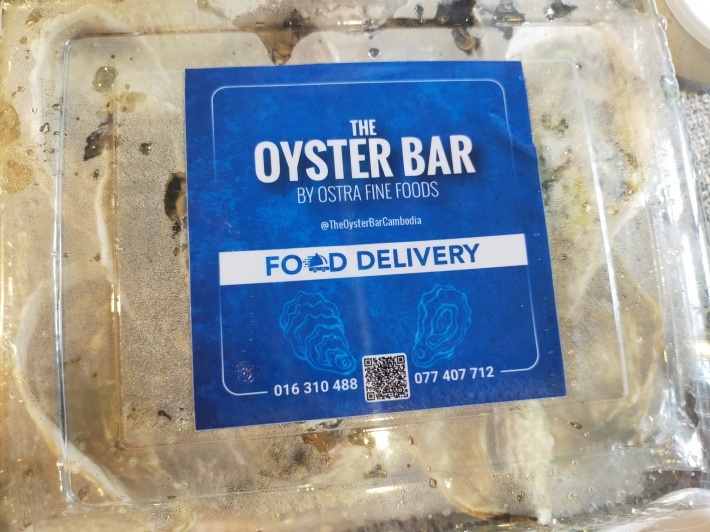 THE
OYSTER BAR
BY OSTRA FINE FOODS
@TheOysterBarCambodia
FOOD DELIVERY
016 310 488
077 407 712